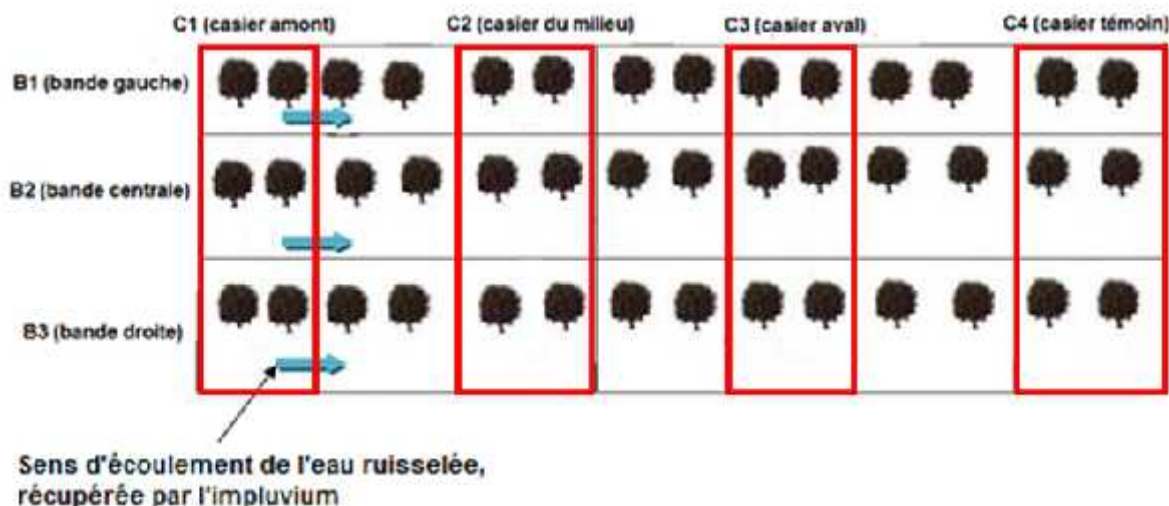 C1 (casier amont)
C2 (casier du milieu)
C3 (casier aval)
C4 (casier témoin)
B1 (bande gauche)
B2 (bande centrale)
B3 (bande droite)
Sens d'écoulement de l'eau ruisselée,
récupérée par l'impluvium